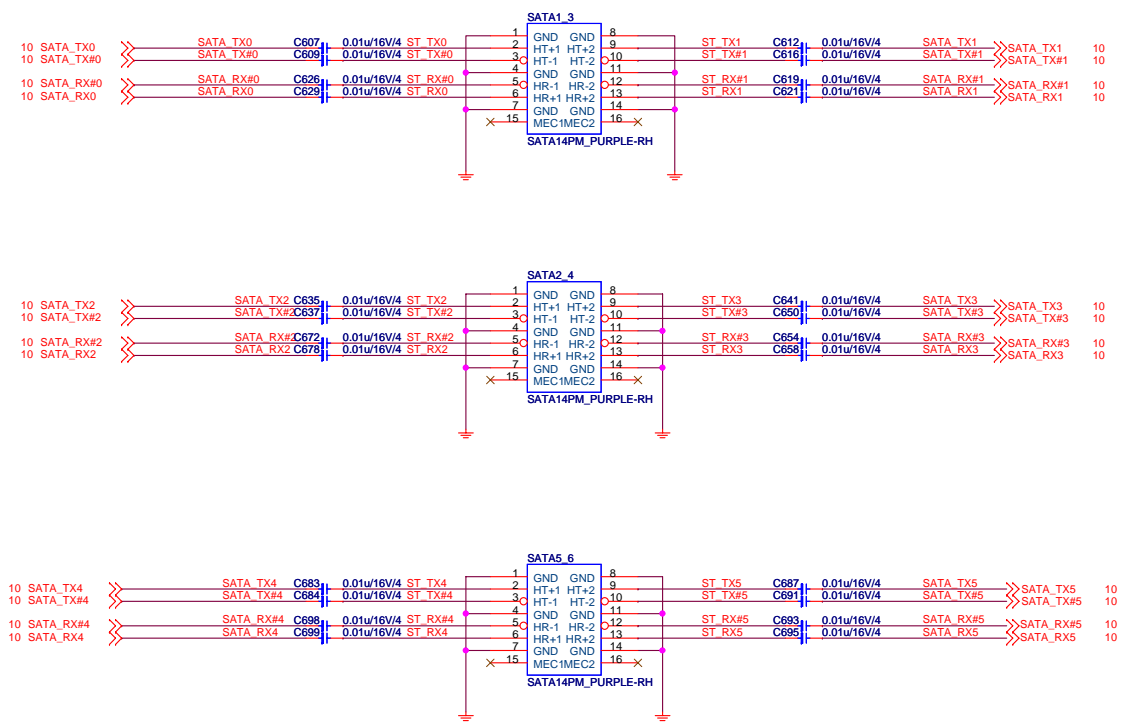 SATA1_3
10 SATA_TX0 SATA_TX0 C607 0.01u/16V/4 ST_TX0 1 GND GND 8 ST_TX1 C612 0.01u/16V/4 SATA_TX1 SATA_TX1 10
10 SATA_TX#0 SATA_TX#0 C609 0.01u/16V/4 ST_TX#0 2 HT+1 HT+2 9 ST_TX#1 C616 0.01u/16V/4 SATA_TX#1 SATA_TX#1 10
3 HT-1 HT-2 10
4 GND GND 11
10 SATA_RX#0 SATA_RX#0 C626 0.01u/16V/4 ST_RX#0 5 HR-1 HR-2 12 ST_RX#1 C619 0.01u/16V/4 SATA_RX#1 SATA_RX#1 10
10 SATA_RX0 SATA_RX0 C629 0.01u/16V/4 ST_RX0 6 HR+1 HR+2 13 ST_RX1 C621 0.01u/16V/4 SATA_RX1 SATA_RX1 10
7 GND GND 14
15 MEC1 MEC2 16
SATA14PM_PURPLE-RH
SATA2_4
1 GND GND 8
10 SATA_TX2 SATA_TX2 C635 0.01u/16V/4 ST_TX2 2 HT+1 HT+2 9 ST_TX3 C641 0.01u/16V/4 SATA_TX3 SATA_TX3 10
10 SATA_TX#2 SATA_TX#2 C637 0.01u/16V/4 ST_TX#2 3 HT-1 HT-2 10 ST_TX#3 C650 0.01u/16V/4 SATA_TX#3 SATA_TX#3 10
4 GND GND 11
10 SATA_RX#2 SATA_RX#2 C672 0.01u/16V/4 ST_RX#2 5 HR-1 HR-2 12 ST_RX#3 C654 0.01u/16V/4 SATA_RX#3 SATA_RX#3 10
10 SATA_RX2 SATA_RX2 C678 0.01u/16V/4 ST_RX2 6 HR+1 HR+2 13 ST_RX3 C658 0.01u/16V/4 SATA_RX3 SATA_RX3 10
7 GND GND 14
15 MEC1 MEC2 16
SATA14PM_PURPLE-RH
SATA5_6
1 GND GND 8
10 SATA_TX4 SATA_TX4 C683 0.01u/16V/4 ST_TX4 2 HT+1 HT+2 9 ST_TX5 C687 0.01u/16V/4 SATA_TX5 SATA_TX5 10
10 SATA_TX#4 SATA_TX#4 C684 0.01u/16V/4 ST_TX#4 3 HT-1 HT-2 10 ST_TX#5 C691 0.01u/16V/4 SATA_TX#5 SATA_TX#5 10
4 GND GND 11
10 SATA_RX#4 SATA_RX#4 C698 0.01u/16V/4 ST_RX#4 5 HR-1 HR-2 12 ST_RX#5 C693 0.01u/16V/4 SATA_RX#5 SATA_RX#5 10
10 SATA_RX4 SATA_RX4 C699 0.01u/16V/4 ST_RX4 6 HR+1 HR+2 13 ST_RX5 C695 0.01u/16V/4 SATA_RX5 SATA_RX5 10
7 GND GND 14
15 MEC1 MEC2 16
SATA14PM_PURPLE-RH